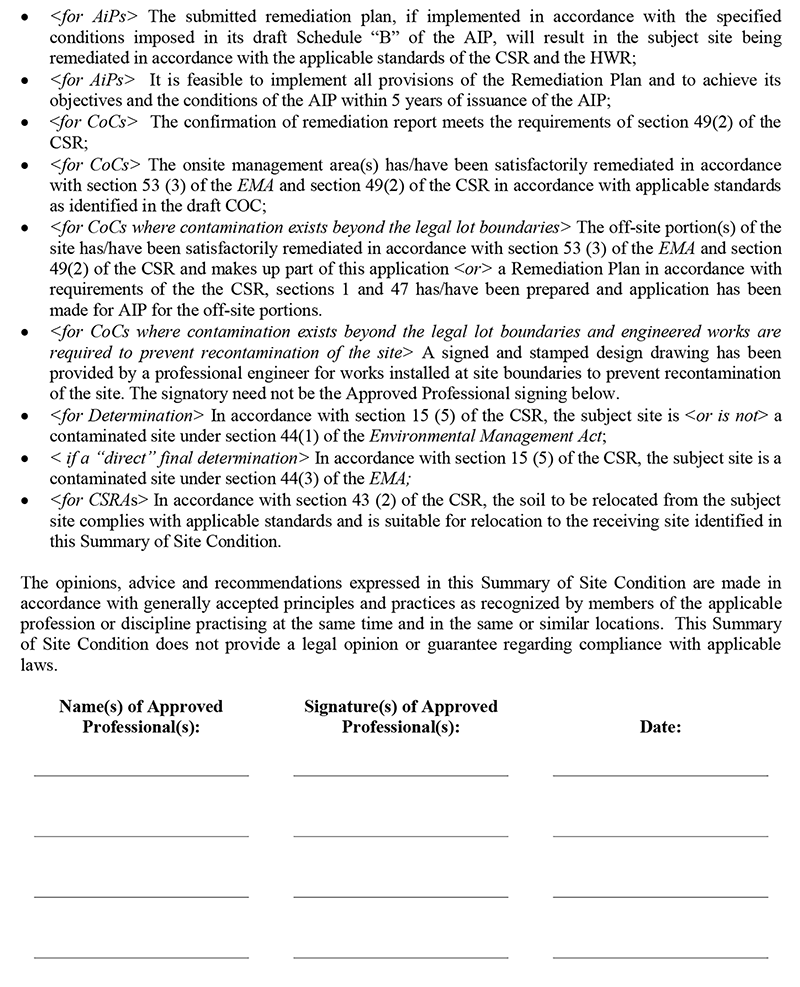 • <for AiPs> The submitted remediation plan, if implemented in accordance with the specified
conditions imposed in its draft Schedule “B” of the AIP, will result in the subject site being
remediated in accordance with the applicable standards of the CSR and the HWR;
• <for AiPs> It is feasible to implement all provisions of the Remediation Plan and to achieve its
objectives and the conditions of the AIP within 5 years of issuance of the AIP;
• <for CoCs> The confirmation of remediation report meets the requirements of section 49(2) of the
CSR;
• <for CoCs> The onsite management area(s) has/have been satisfactorily remediated in accordance
with section 53 (3) of the EMA and section 49(2) of the CSR in accordance with applicable standards
as identified in the draft COC;
• <for CoCs where contamination exists beyond the legal lot boundaries> The off-site portion(s) of the
site has/have been satisfactorily remediated in accordance with section 53 (3) of the EMA and section
49(2) of the CSR and makes up part of this application <or> a Remediation Plan in accordance with
requirements of the the CSR, sections 1 and 47 has/have been prepared and application has been
made for AIP for the off-site portions.
• <for CoCs where contamination exists beyond the legal lot boundaries and engineered works are
required to prevent recontamination of the site> A signed and stamped design drawing has been
provided by a professional engineer for works installed at site boundaries to prevent recontamination
of the site. The signatory need not be the Approved Professional signing below.
• <for Determination> In accordance with section 15 (5) of the CSR, the subject site is <or is not> a
contaminated site under section 44(1) of the Environmental Management Act;
• < if a “direct” final determination> In accordance with section 15 (5) of the CSR, the subject site is a
contaminated site under section 44(3) of the EMA;
• <for CSRAs> In accordance with section 43 (2) of the CSR, the soil to be relocated from the subject
site complies with applicable standards and is suitable for relocation to the receiving site identified in
this Summary of Site Condition.
The opinions, advice and recommendations expressed in this Summary of Site Condition are made in
accordance with generally accepted principles and practices as recognized by members of the applicable
profession or discipline practising at the same time and in the same or similar locations. This Summary
of Site Condition does not provide a legal opinion or guarantee regarding compliance with applicable
laws.
Name(s) of Approved
Professional(s):
Signature(s) of Approved
Professional(s):
Date: